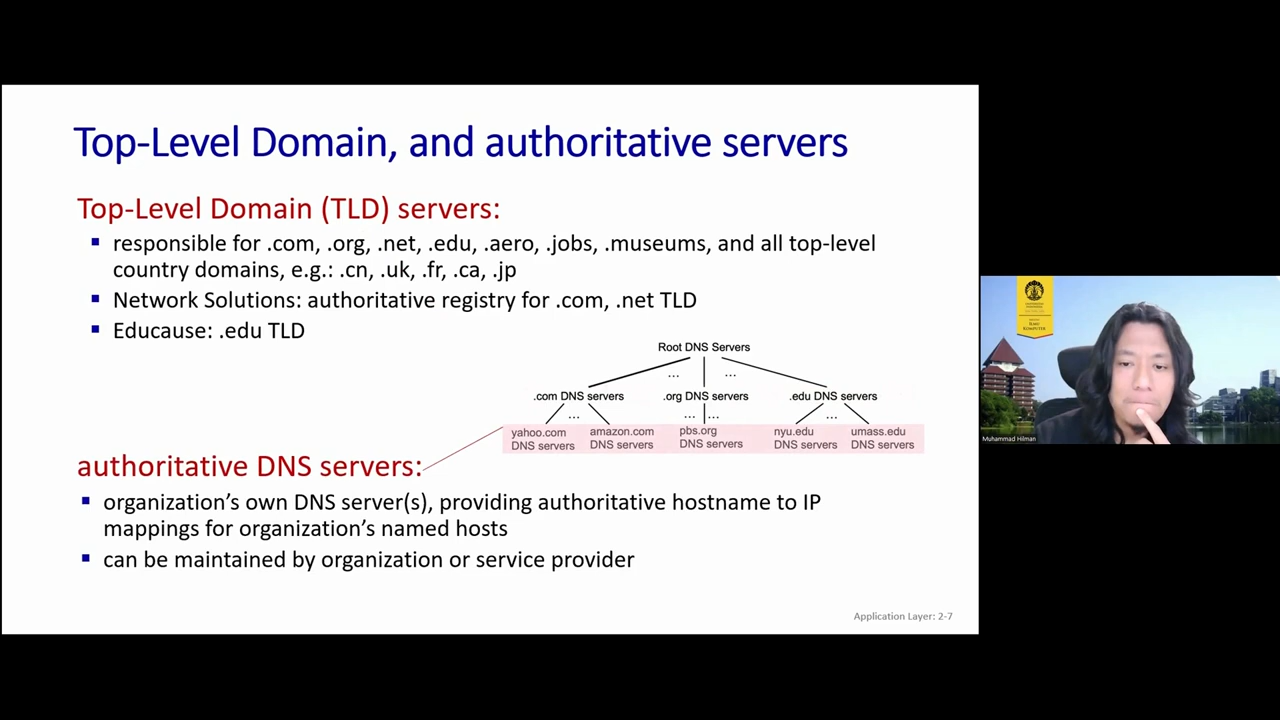 Top-Level Domain, and authoritative servers
Top-Level Domain (TLD) servers:
▪ responsible for .com, .org, .net, .edu, .aero, .jobs, .museums, and all top-level
country domains, e.g.: .cn, .uk, .fr, .ca, .jp
▪ Network Solutions: authoritative registry for .com, .net TLD
▪ Educause: .edu TLD
Root DNS Servers
… …
.com DNS servers .org DNS servers .edu DNS servers
… … … …
yahoo.com amazon.com pbs.org nyu.edu umass.edu
DNS servers DNS servers DNS servers DNS servers DNS servers
authoritative DNS servers:
▪ organization’s own DNS server(s), providing authoritative hostname to IP
mappings for organization’s named hosts
▪ can be maintained by organization or service provider
Application Layer: 2-7
ILMU
KOMPUTER
Muhammad Hilman